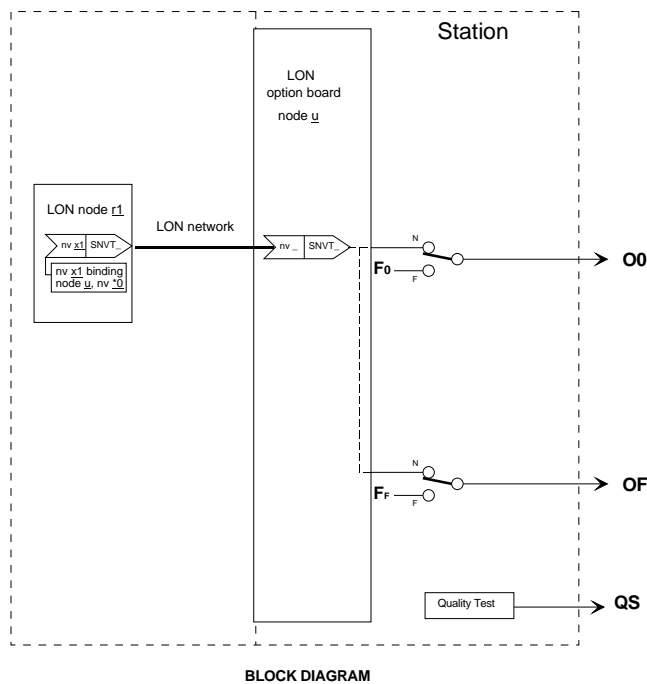 Station
LON
option board
node u
LON node r1
LON network
nv x1 SNVT_
nv x1 binding
node u, nv *0
nv _ SNVT_
N
F0
F
O0
N
FF
F
OF
Quality Test
QS
BLOCK DIAGRAM